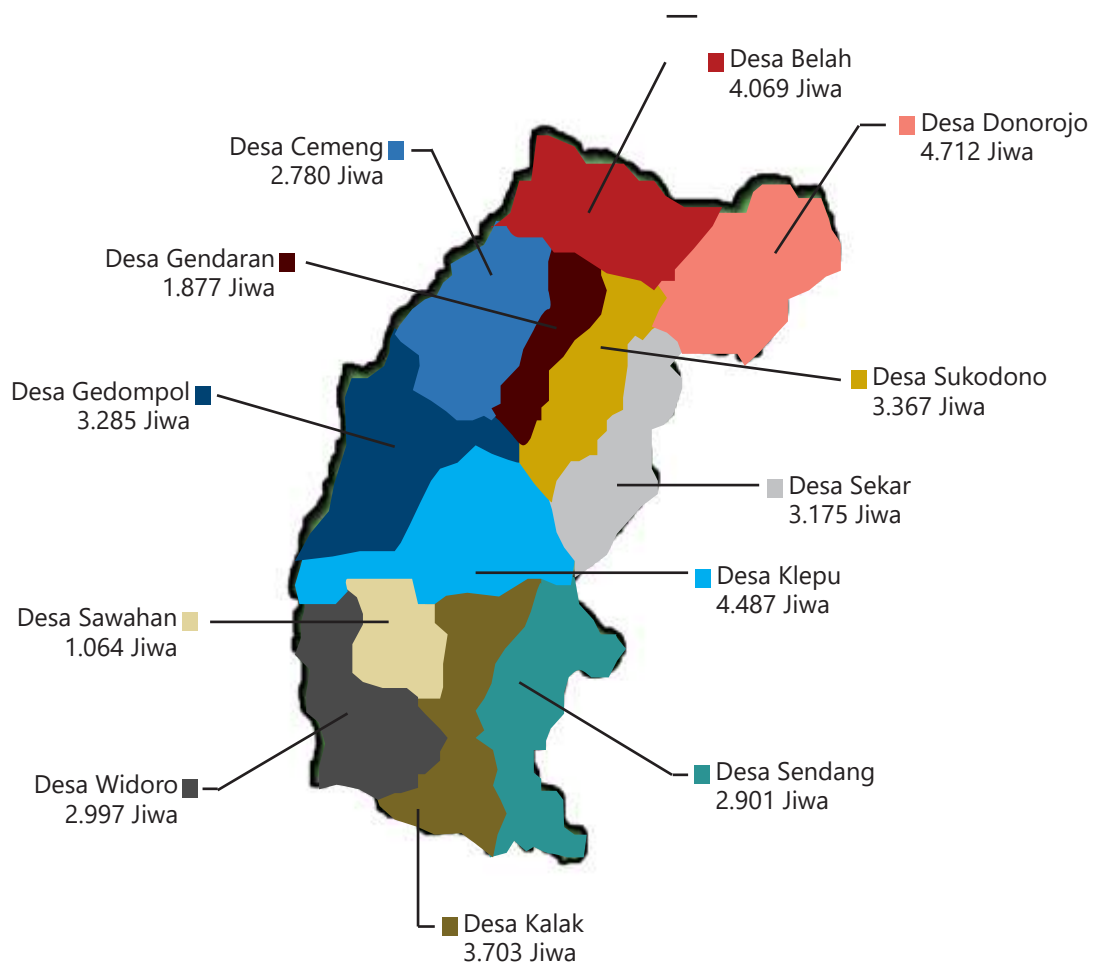 Desa Belah
4.069 Jiwa
Desa Donorojo
4.712 Jiwa
Desa Cemeng
2.780 Jiwa
Desa Gendaran
1.877 Jiwa
Desa Gedompol
3.285 Jiwa
Desa Sukodono
3.367 Jiwa
Desa Sekar
3.175 Jiwa
Desa Klepu
4.487 Jiwa
Desa Sawahan
1.064 Jiwa
Desa Widoro
2.997 Jiwa
Desa Sendang
2.901 Jiwa
Desa Kalak
3.703 Jiwa